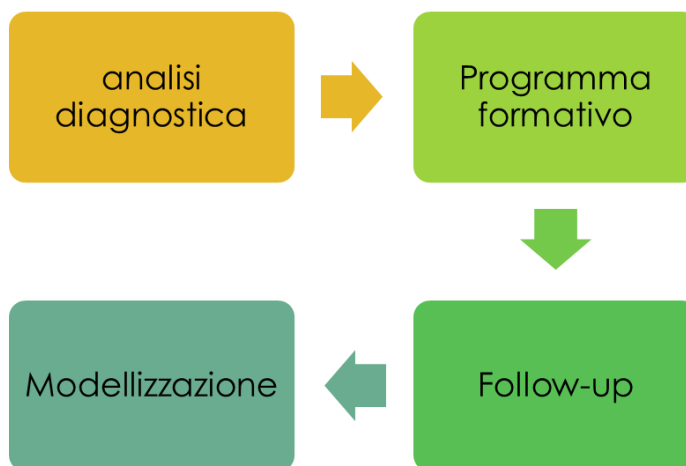 analisi
diagnostica
Programma
formativo
Follow-up
Modellizzazione